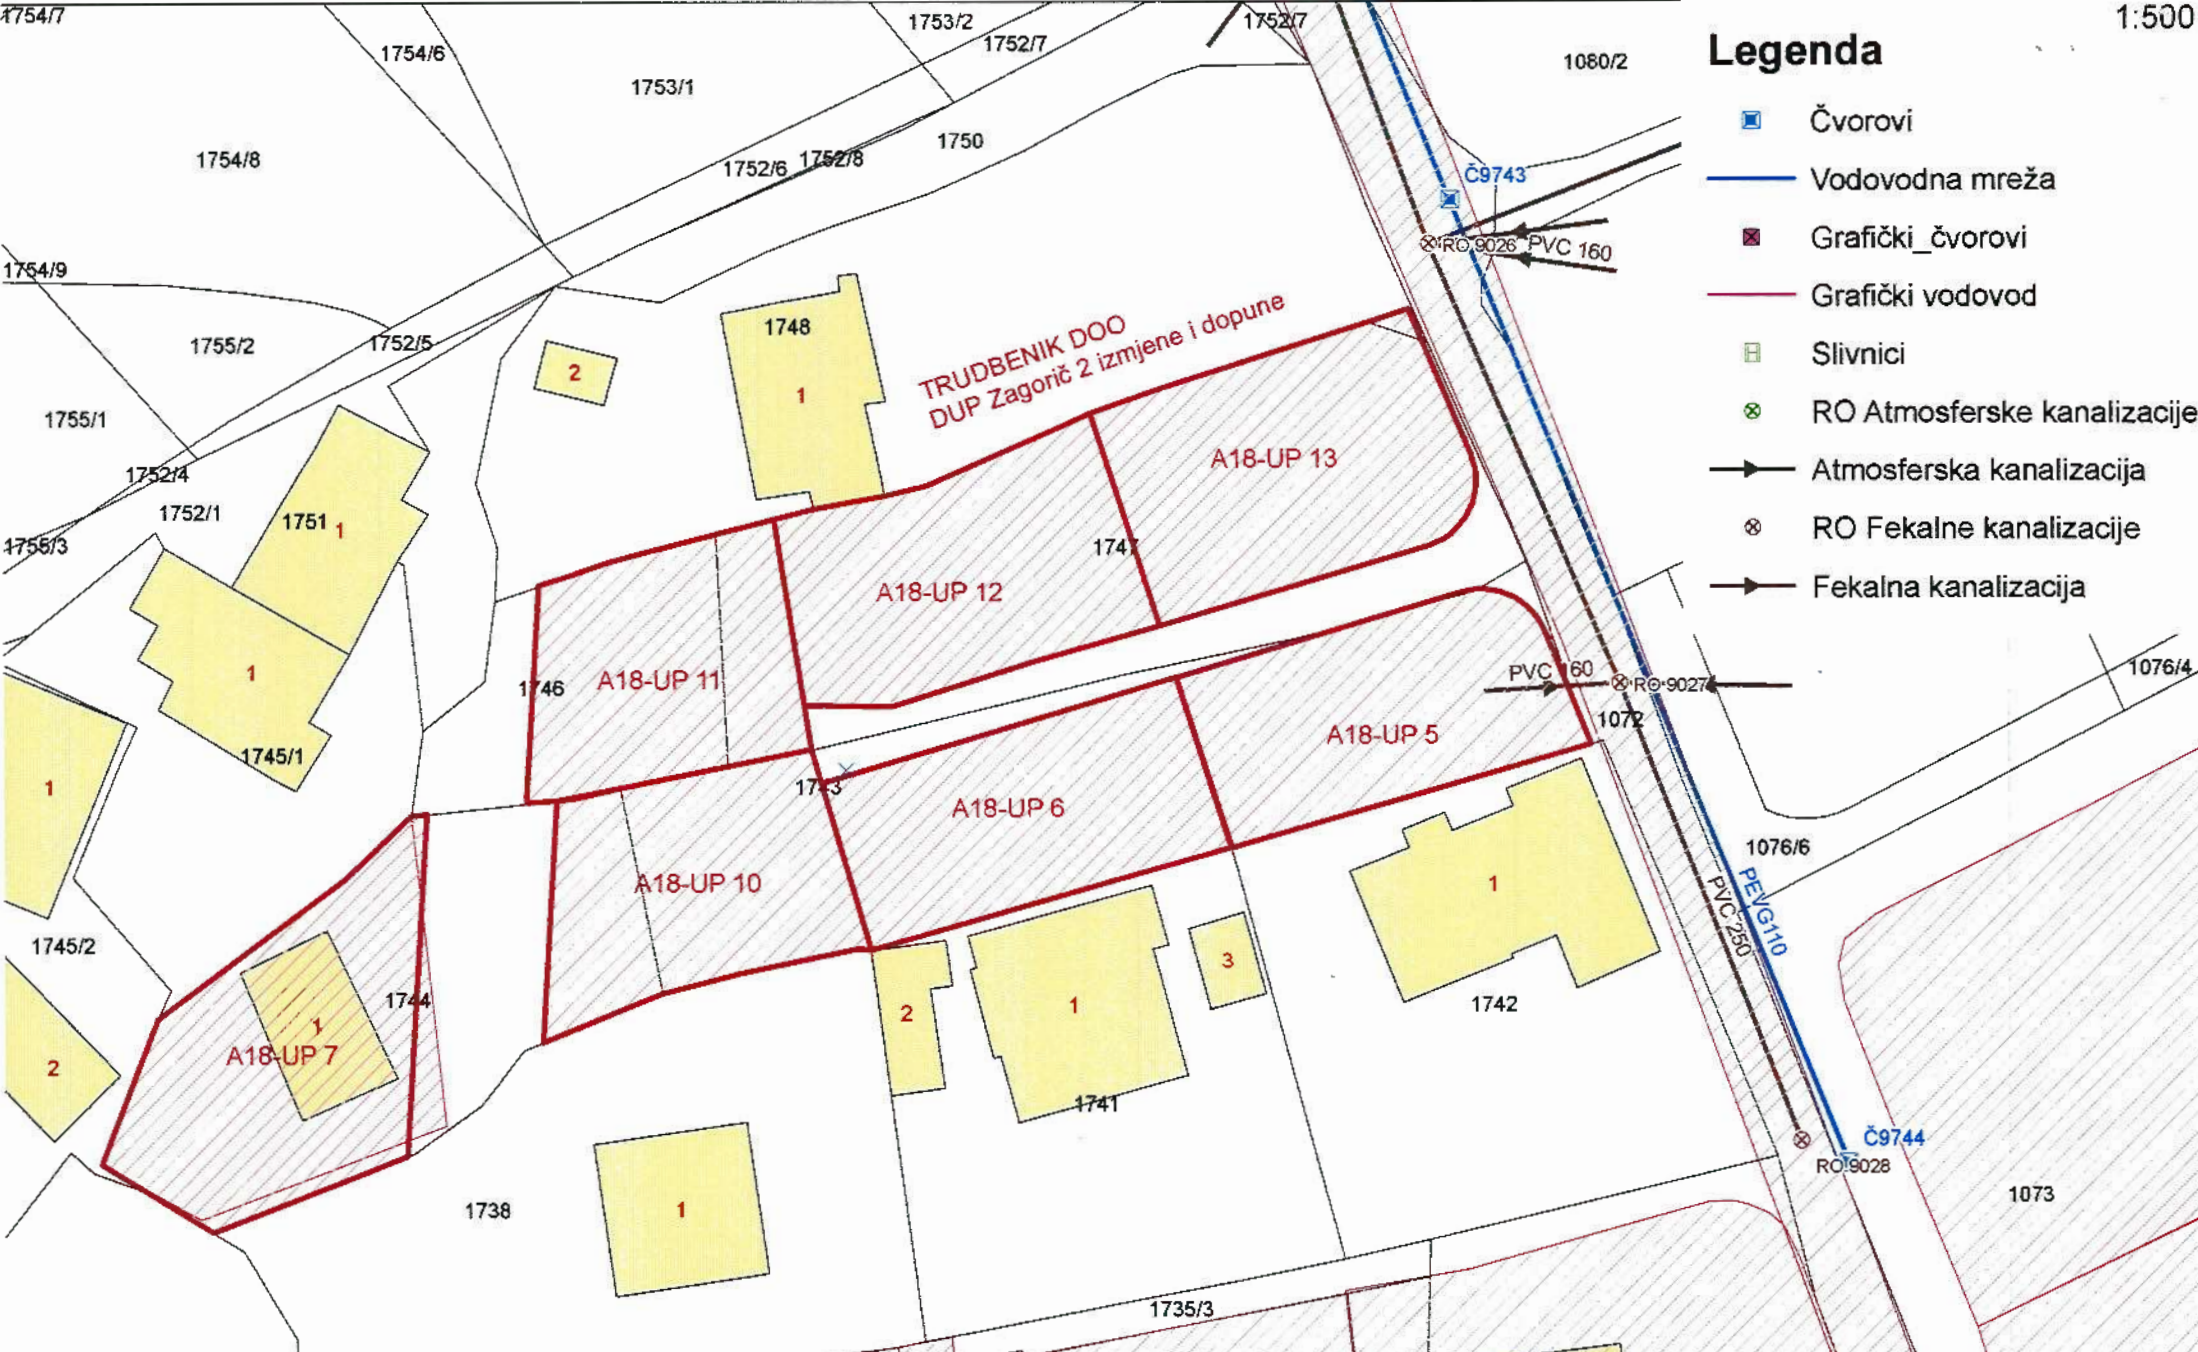 1754/7
1754/6
1753/2
1752/7
1752/7
1:500
Legenda
1080/2
1753/1
Čvorovi
1750
1754/8
1752/6
1752/8
Č9743
Vodovodna mreža
RO 9026
PVC 160
Grafički_čvorovi
1754/9
Grafički vodovod
1748
1755/2
1752/5
TRUDBENIK DOO
DUP Zagorič 2 izmjene i dopune
Slivnici
2
1
1755/1
RO Atmosferske kanalizacije
A18-UP 13
1752/4
Atmosferska kanalizacija
1752/1
1751
1
1755/3
1747
RO Fekalne kanalizacije
A18-UP 12
Fekalna kanalizacija
1746
A18-UP 11
1
PVC 160
RO 9027
1076/4
1072
1745/1
A18-UP 5
1
1743
A18-UP 6
1076/6
A18-UP 10
1
PVC 250
PEVG110
1745/2
3
1744
1742
2
1
1
A18-UP 7
2
1741
Č9744
RO 9028
1073
1738
1
1735/3